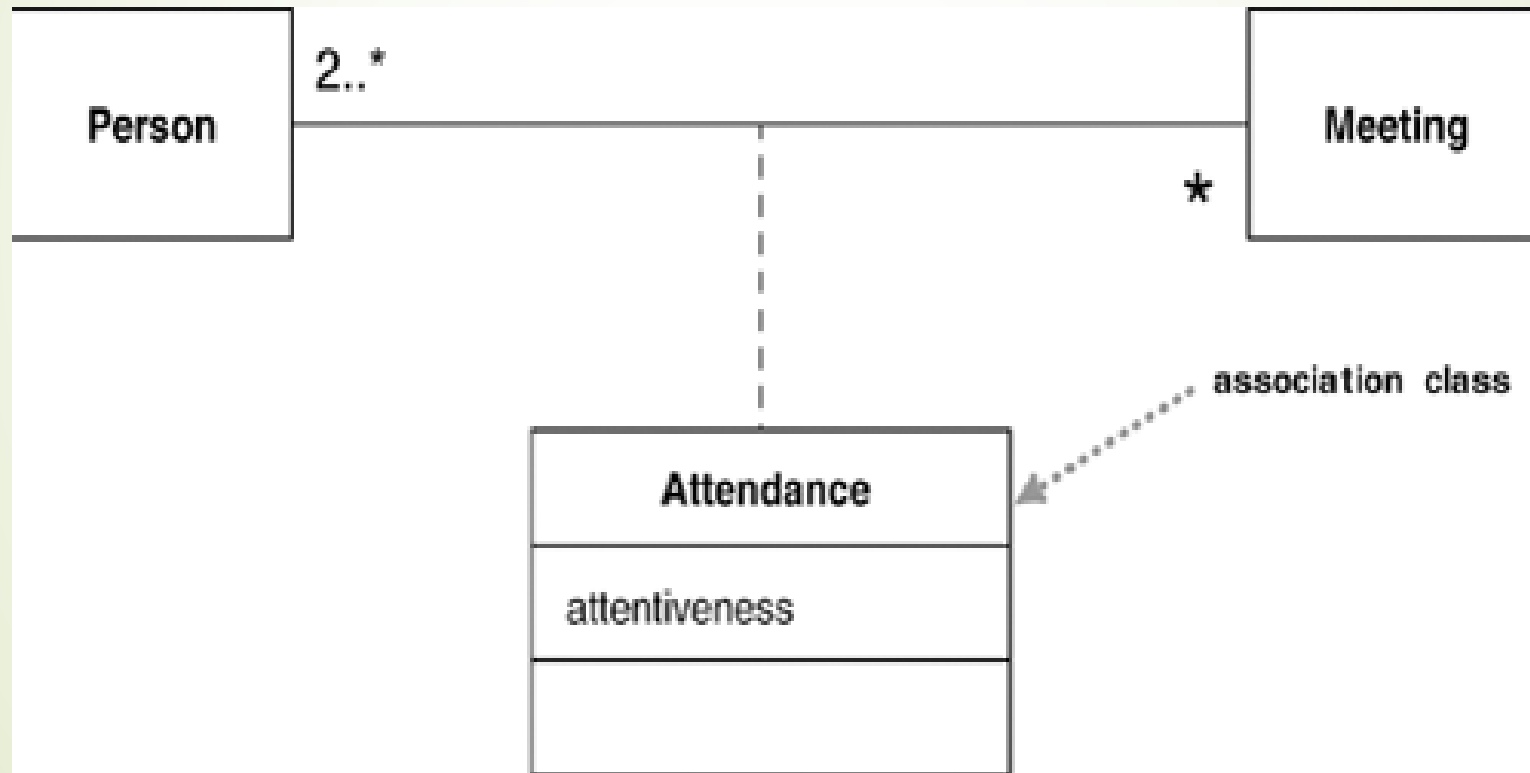 2..*
Person
Meeting
*
association class
Attendance
attentiveness